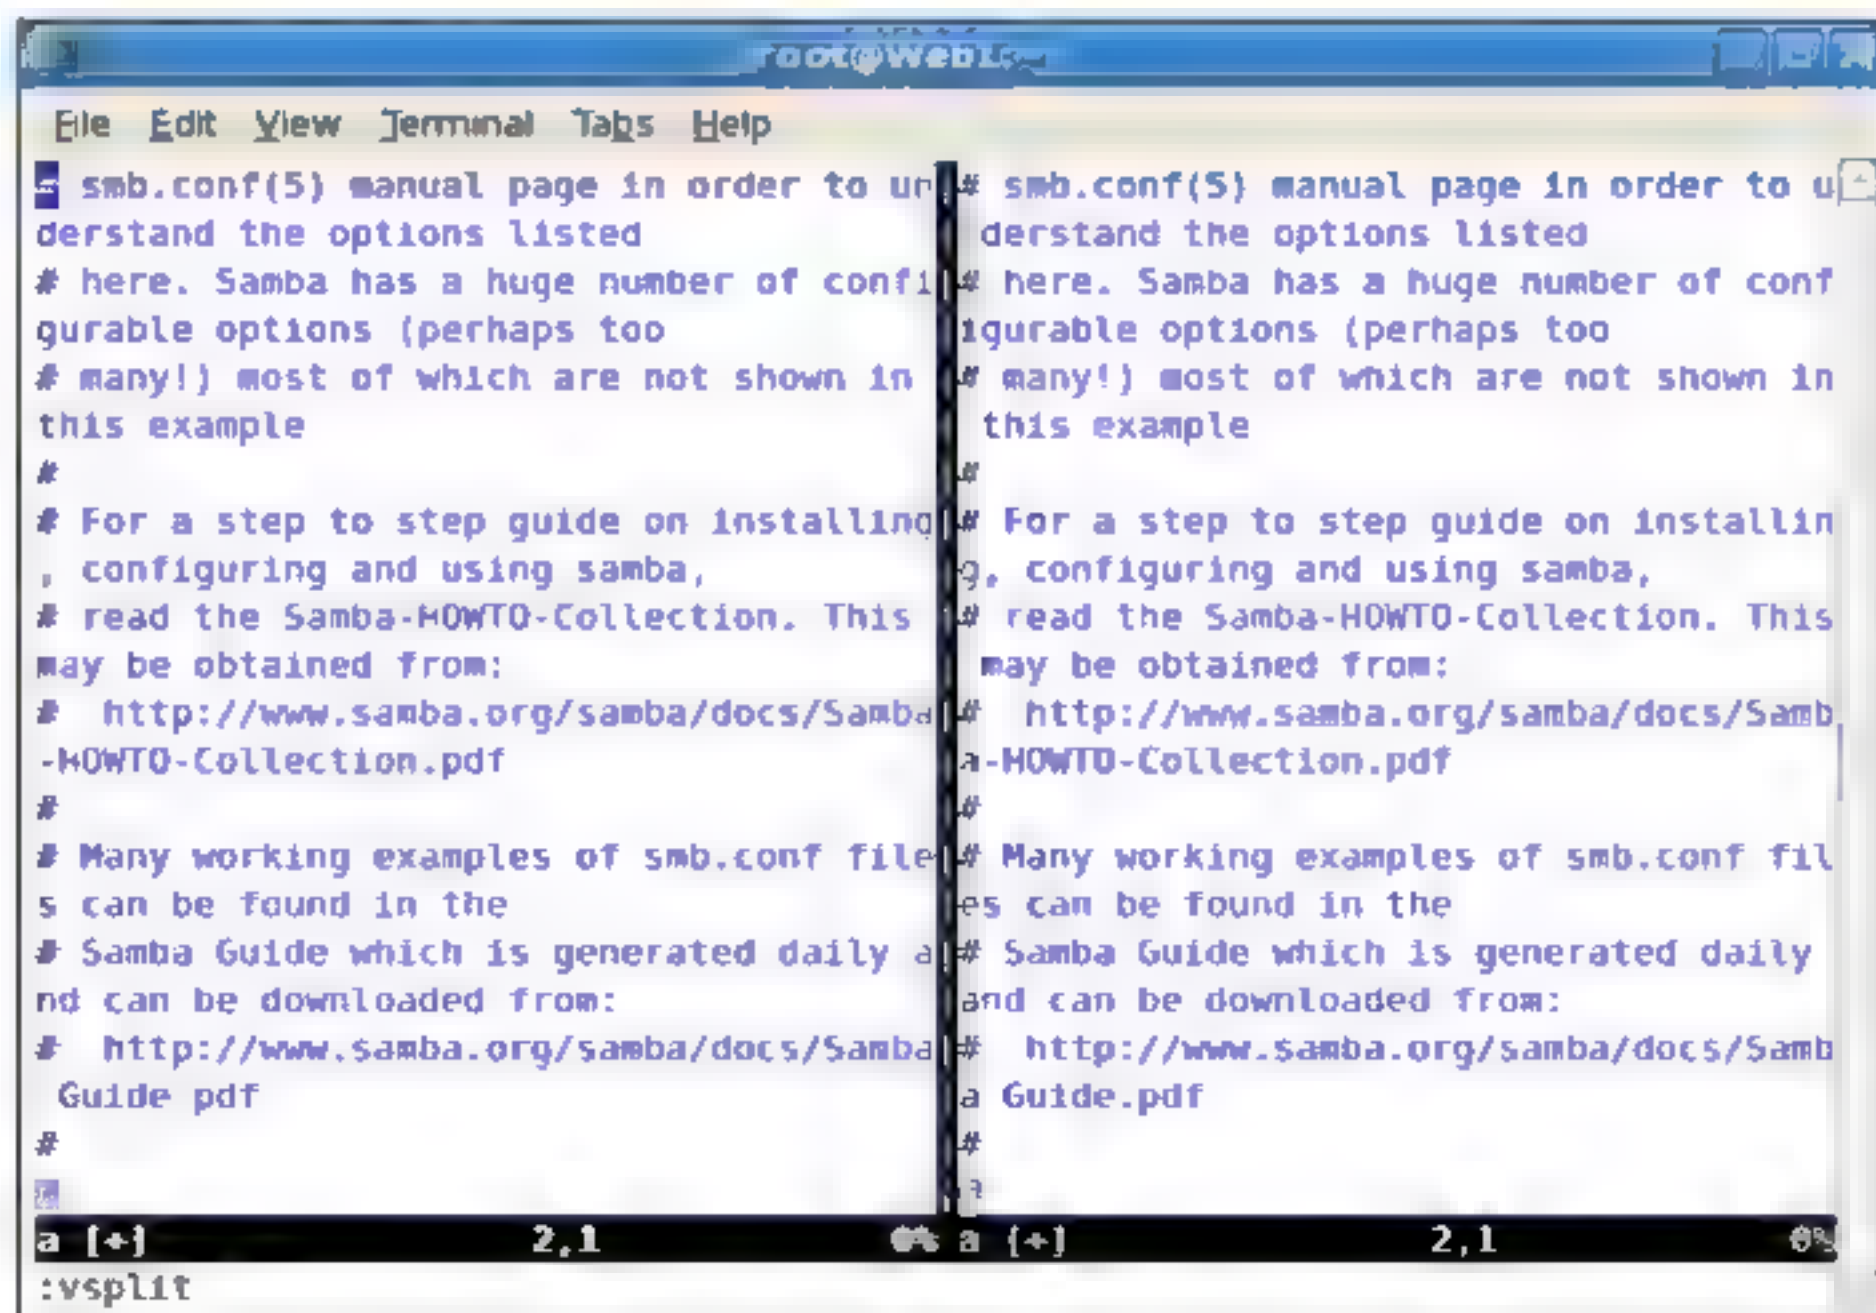 File Edit View Terminal Tabs Help
# smb.conf(5) manual page in order to un
derstand the options listed
# here. Samba has a huge number of confi
gurable options (perhaps too
# many!) most of which are not shown in
this example
#
# For a step to step guide on installing
, configuring and using samba,
# read the Samba-HOWTO-Collection. This
may be obtained from:
#  http://www.samba.org/samba/docs/Samba
-HOWTO-Collection.pdf
#
# Many working examples of smb.conf file
s can be found in the
# Samba Guide which is generated daily a
nd can be downloaded from:
#  http://www.samba.org/samba/docs/Samba
Guide pdf
#
a [+] 2,1 0%
# smb.conf(5) manual page in order to u
derstand the options listed
# here. Samba has a huge number of conf
igurable options (perhaps too
# many!) most of which are not shown in
this example
#
# For a step to step guide on installin
g, configuring and using samba,
# read the Samba-HOWTO-Collection. This
may be obtained from:
#  http://www.samba.org/samba/docs/Samb
a-HOWTO-Collection.pdf
#
# Many working examples of smb.conf fil
es can be found in the
# Samba Guide which is generated daily
and can be downloaded from:
#  http://www.samba.org/samba/docs/Samb
a Guide.pdf
#
a [+] 2,1 0%
:vsplit